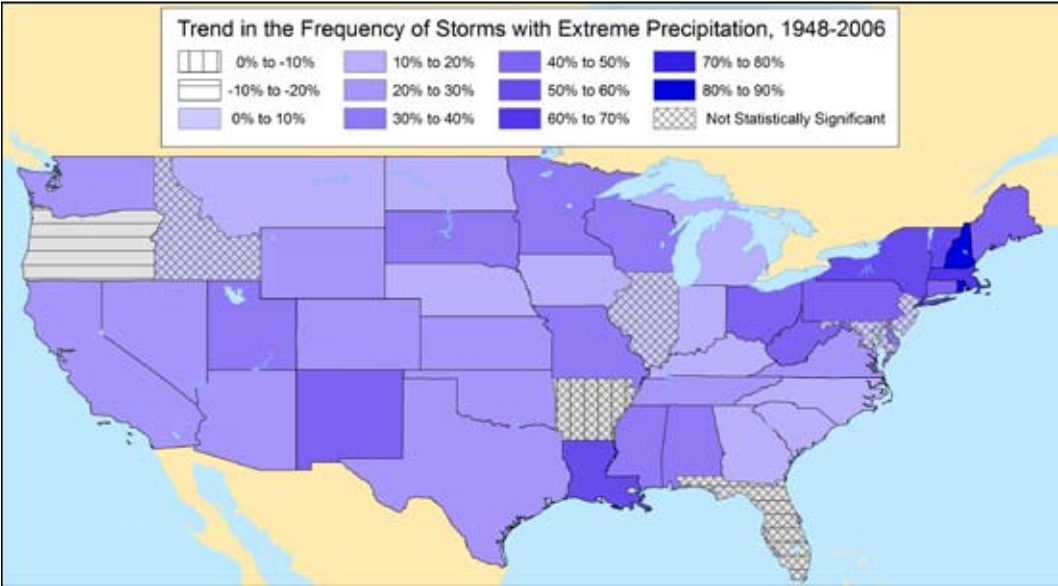 Trend in the Frequency of Storms with Extreme Precipitation, 1948-2006
0% to -10%
-10% to -20%
0% to 10%
10% to 20%
20% to 30%
30% to 40%
40% to 50%
50% to 60%
60% to 70%
70% to 80%
80% to 90%
Not Statistically Significant